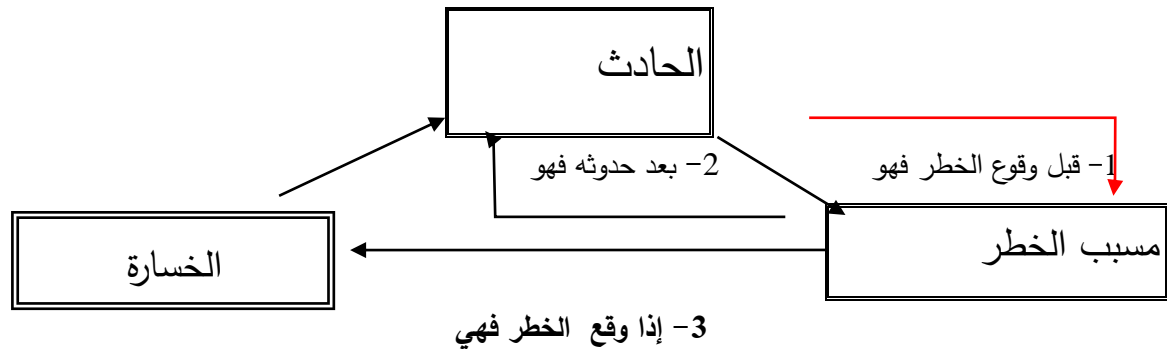 الحادث
1- قبل وقوع الخطر فهو
2- بعد حدوثه فهو
مسبب الخطر
الخسارة
3- إذا وقع الخطر فهي